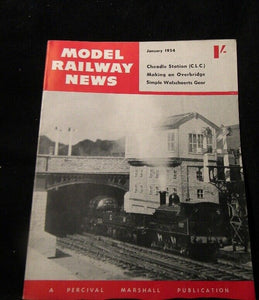 MODEL
RAILWAY
NEWS
January 1954
1/-
Cheadle Station (C.L.C.)
Making an Overbridge
Simple Walschaerts Gear
A PERCIVAL MARSHALL PUBLICATION